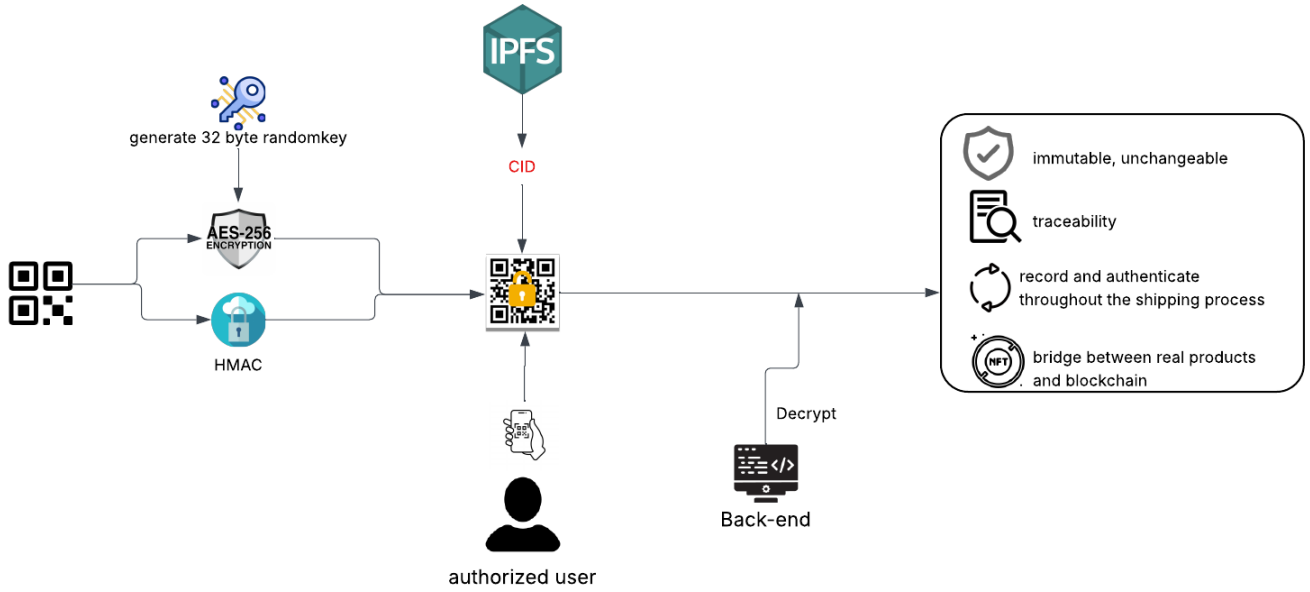 IPFS
generate 32 byte randomkey
CID
immutable, unchangeable
AES-256
ENCRYPTION
traceability
record and authenticate
throughout the shipping process
HMAC
NFT
bridge between real products
and blockchain
Decrypt
</>
Back-end
authorized user